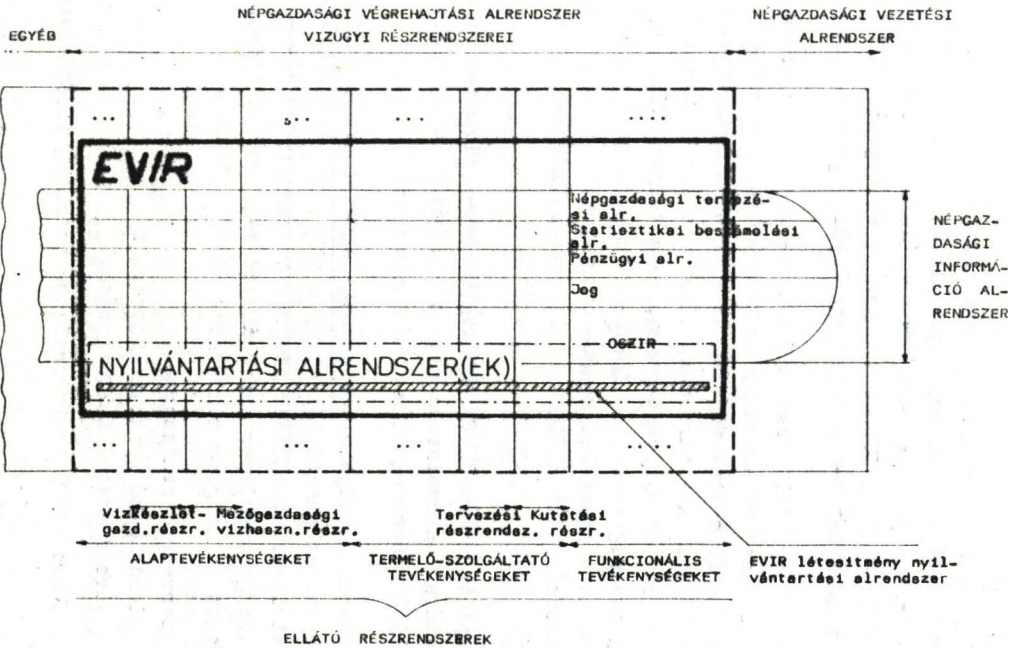 NÉPGAZDASÁGI VÉGREHAJTÁSI ALRENDSZER
VIZÜGYI RÉSZRENDSZEREI
NÉPGAZDASÁGI VEZETÉSI
ALRENDSZER
EGYÉB
EVIR
Népgazdasági tervezé-
si alr.
Statisztikai beszámolási
alr.
Pénzügyi alr.
Jog
NÉPGAZ-
DASÁGI
INFORMÁ-
CIÓ AL-
RENDSZER
OSZIR
NYILVÁNTARTÁSI ALRENDSZER(EK)
Vizkészlet- Mezőgazdasági
gazd.részr. vizhaszn.részr.
Tervezési Kutatási
részrendsz. részr.
ALAPTEVÉKENYSÉGEKET
TERMELŐ-SZOLGÁLTATÓ
TEVÉKENYSÉGEKET
FUNKCIONÁLIS
TEVÉKENYSÉGEKET
EVIR létesitmény nyil-
vántartási alrendszer
ELLÁTÓ RÉSZRENDSZEREK